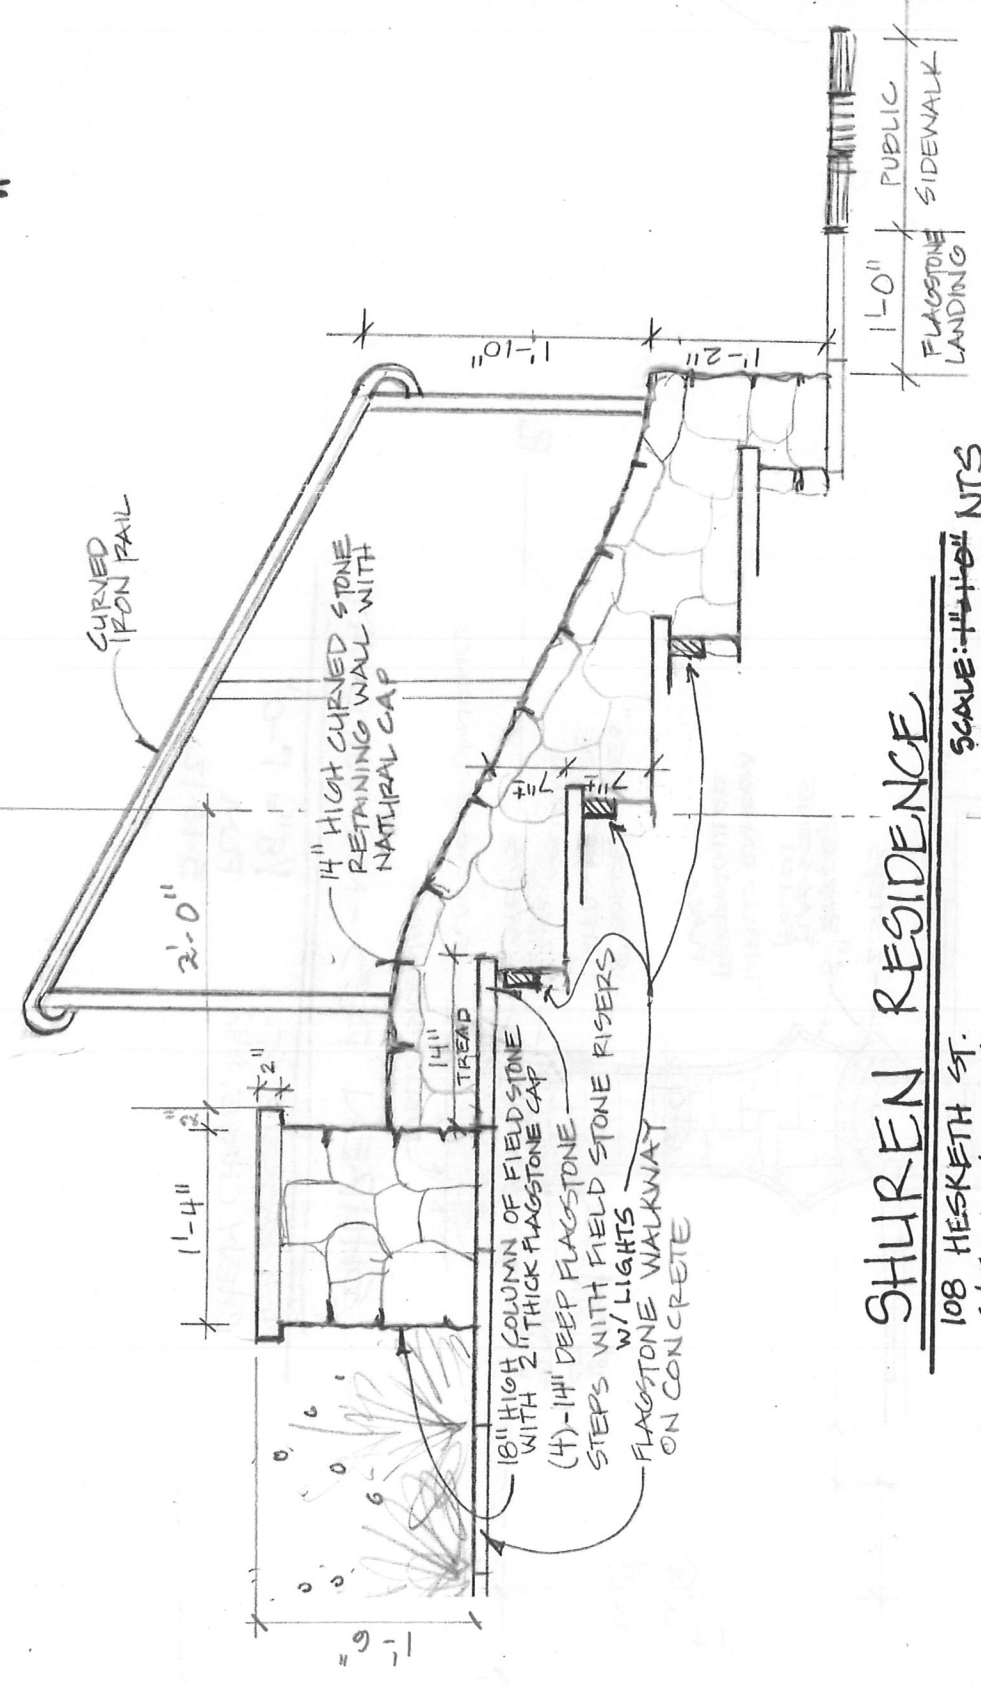 CURVED
IRON RAIL
14" HIGH CURVED STONE
RETAINING WALL WITH
NATURAL CAP
2'-0"
2"
1'-4"
2"
1'-6"
14"
TREAD
7"±
7"±
1'-10"
1'-2"
1'-0"
FLAGSTONE
LANDING
PUBLIC
SIDEWALK
18" HIGH COLUMN OF FIELDSTONE
WITH 2" THICK FLAGSTONE CAP
(4)-14" DEEP FLAGSTONE
STEPS WITH FIELD STONE RISERS
W/ LIGHTS
FLAGSTONE WALKWAY
ON CONCRETE
SHUREN RESIDENCE
108 HESKETH ST.
SCALE: 1"=1'-0" NTS